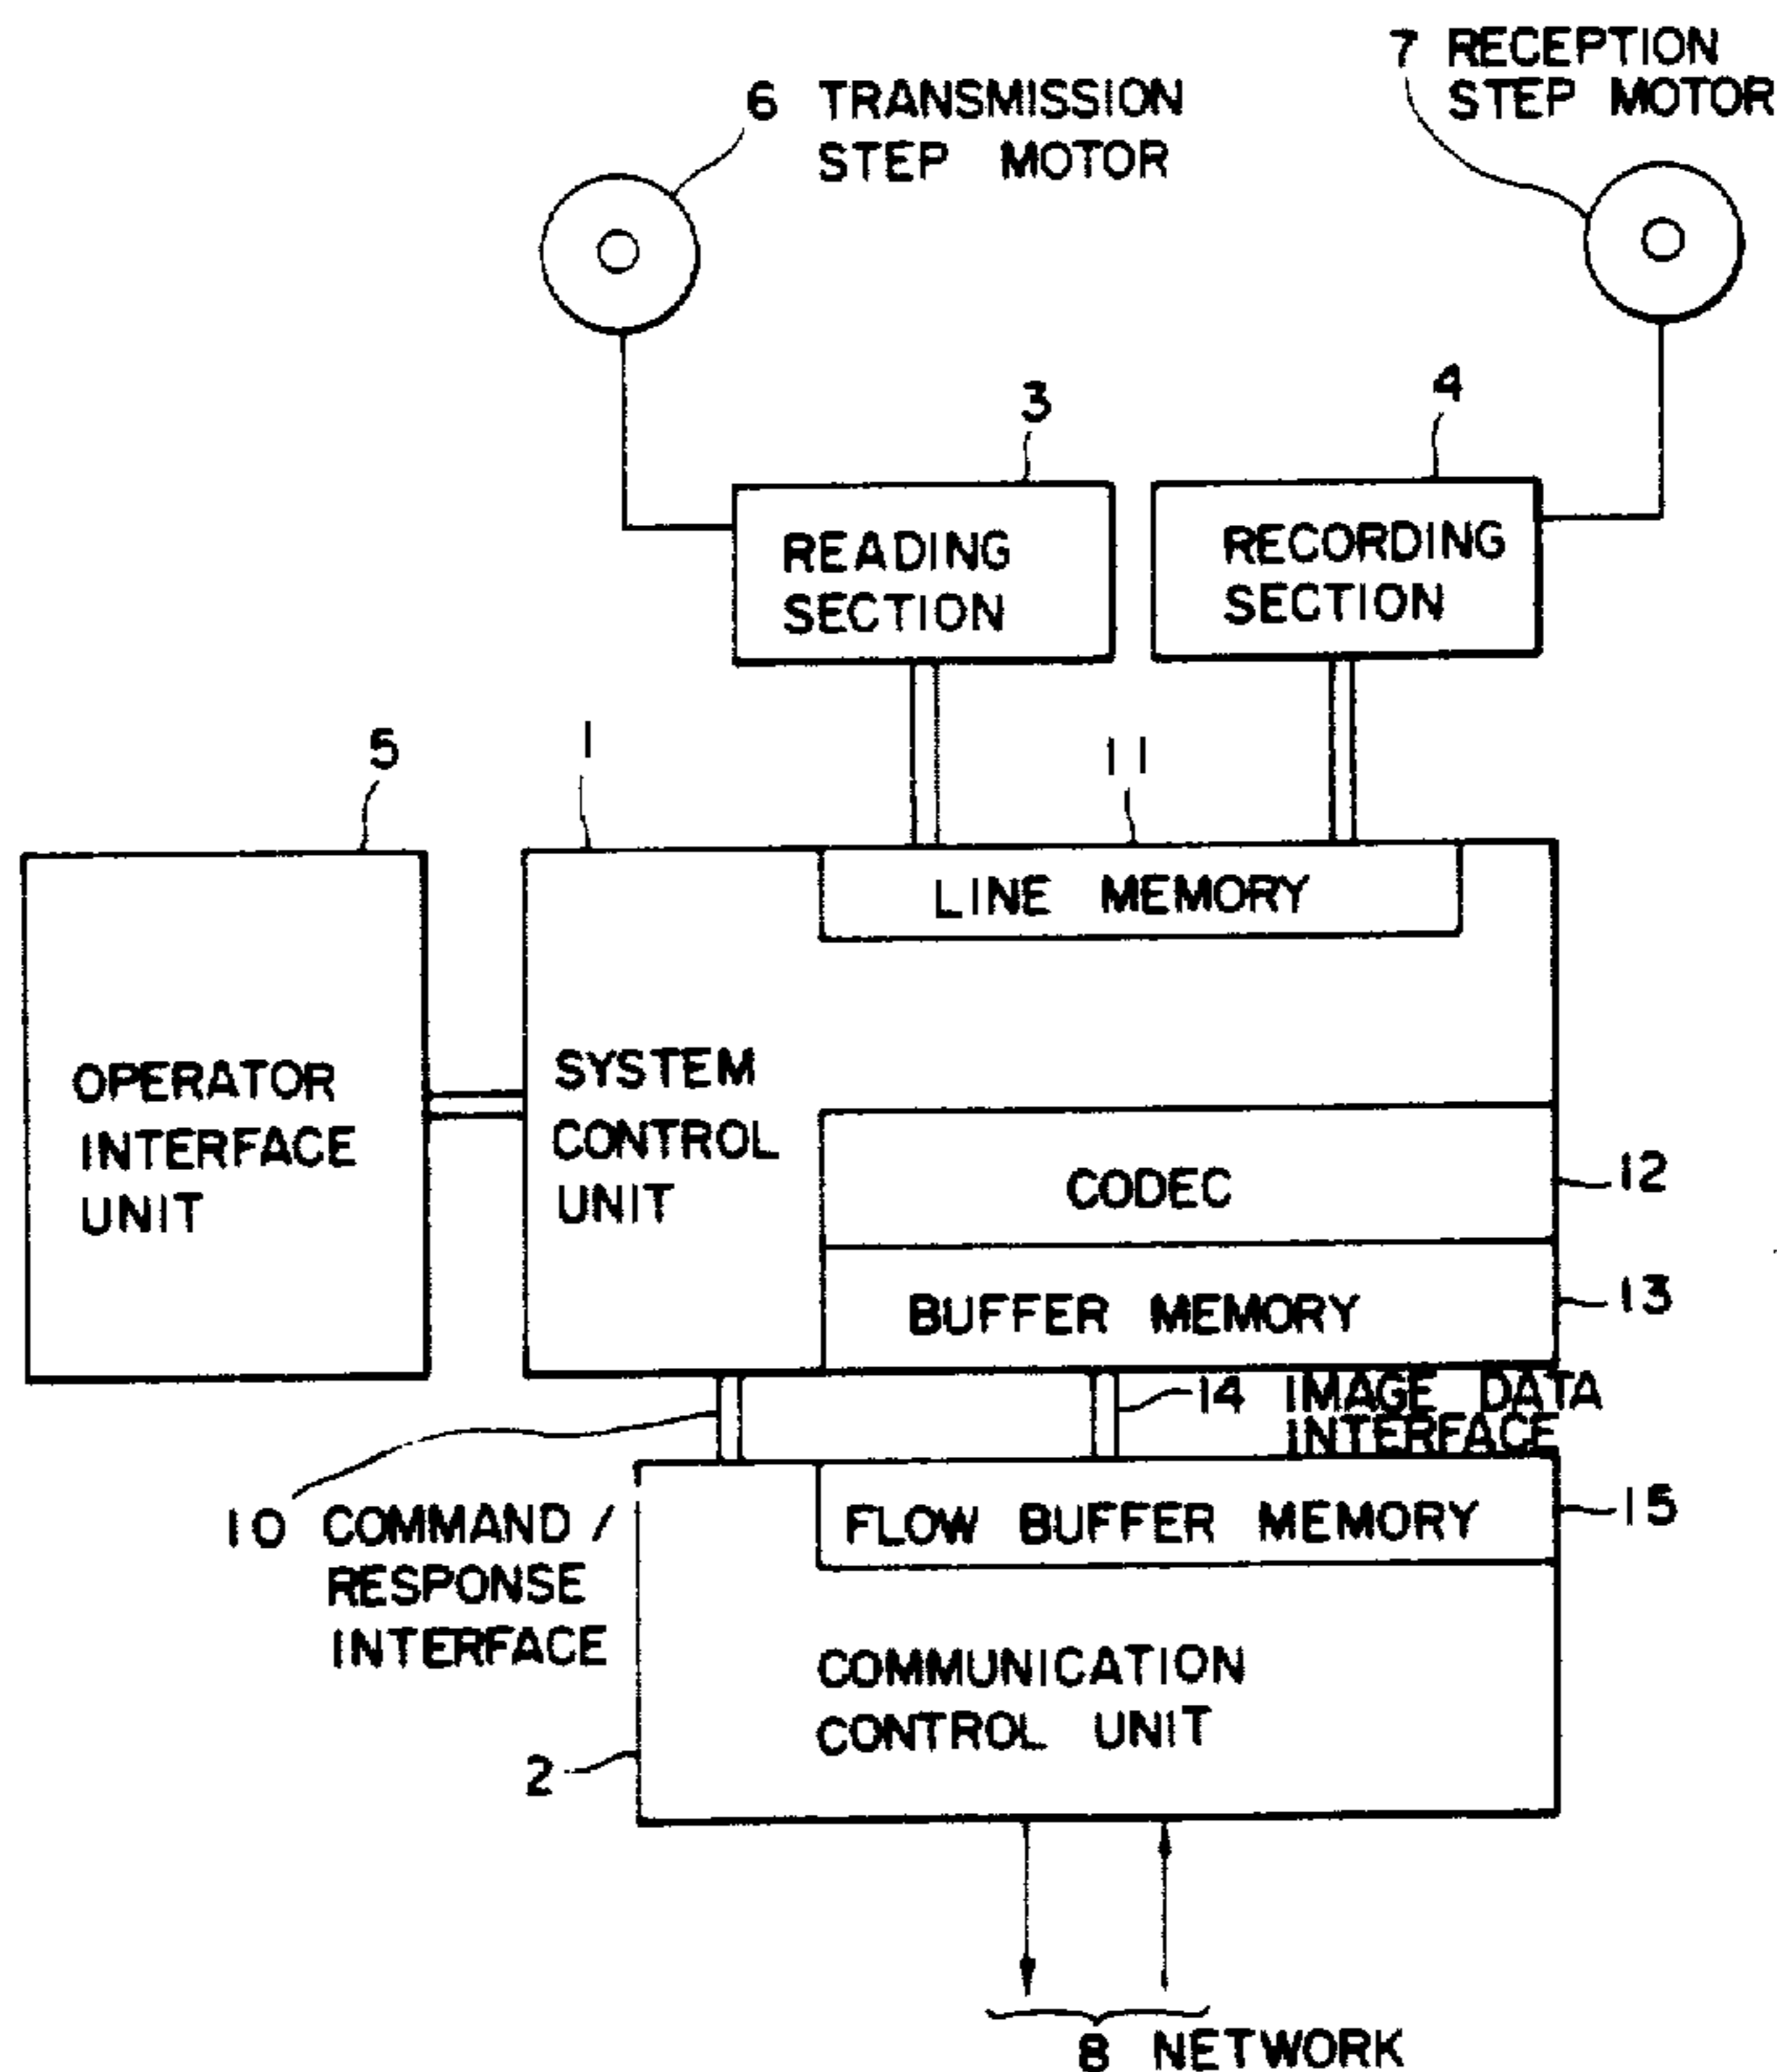 7 RECEPTION
STEP MOTOR
6 TRANSMISSION
STEP MOTOR
3
4
READING
SECTION
RECORDING
SECTION
5
1
11
LINE MEMORY
OPERATOR
INTERFACE
UNIT
SYSTEM
CONTROL
UNIT
CODEC
12
BUFFER MEMORY
13
14 IMAGE DATA
INTERFACE
10 COMMAND /
RESPONSE
INTERFACE
FLOW BUFFER MEMORY
15
COMMUNICATION
CONTROL UNIT
2
8 NETWORK